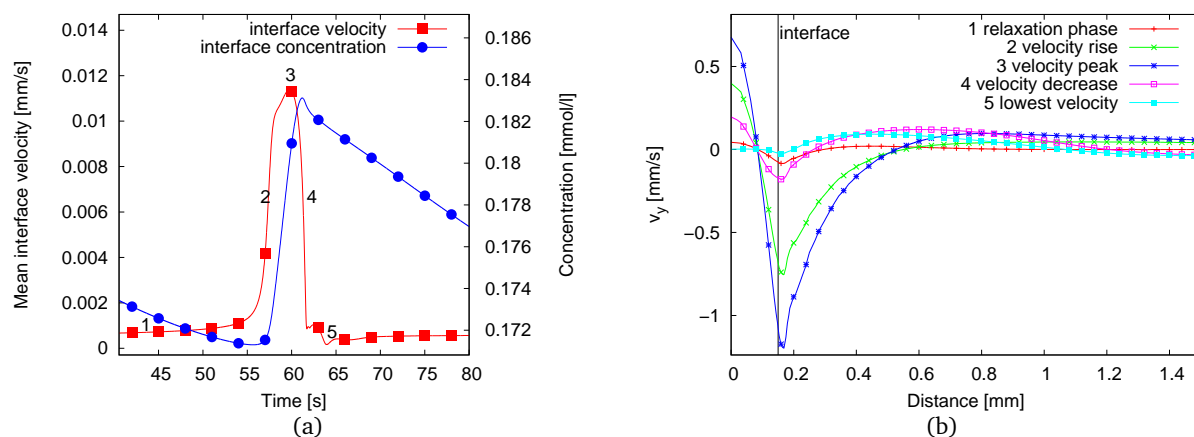 0.014
0.012
0.01
0.008
0.006
0.004
0.002
0
Mean interface velocity [mm/s]
interface velocity
interface concentration
1
2
3
4
5
0.186
0.184
0.182
0.18
0.178
0.176
0.174
0.172
Concentration [mmol/l]
45 50 55 60 65 70 75 80
Time [s]
(a)
0.5
0
−0.5
−1
vy [mm/s]
interface
1 relaxation phase
2 velocity rise
3 velocity peak
4 velocity decrease
5 lowest velocity
0 0.2 0.4 0.6 0.8 1 1.2 1.4
Distance [mm]
(b)